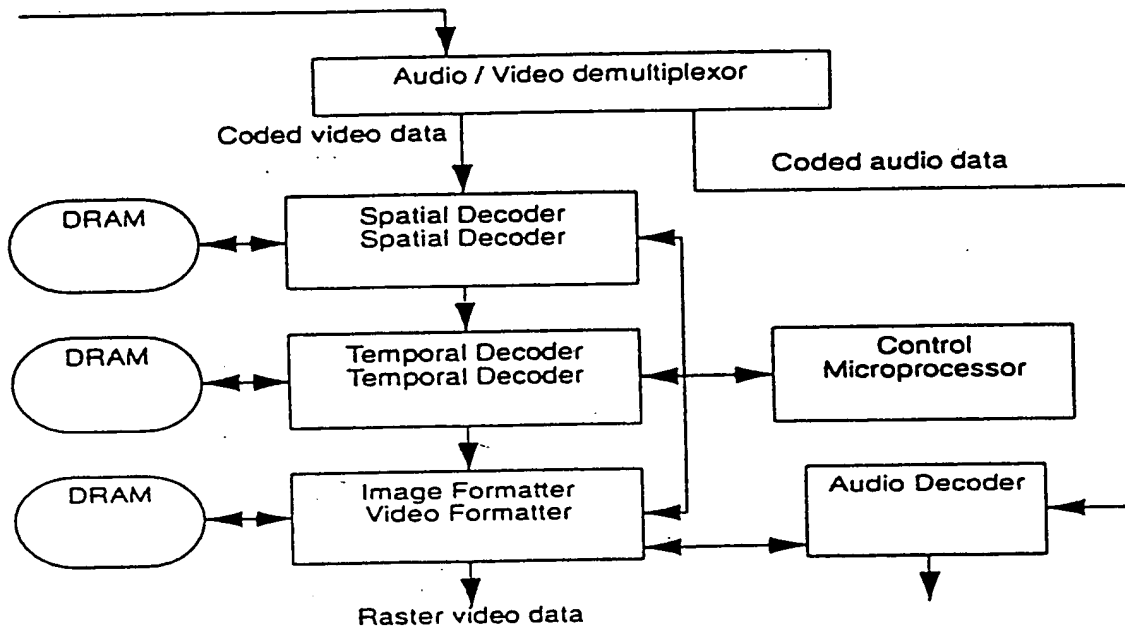 Audio / Video demultiplexor
Coded video data
Coded audio data
DRAM
Spatial Decoder
Spatial Decoder
DRAM
Temporal Decoder
Temporal Decoder
Control
Microprocessor
DRAM
Image Formatter
Video Formatter
Audio Decoder
Raster video data